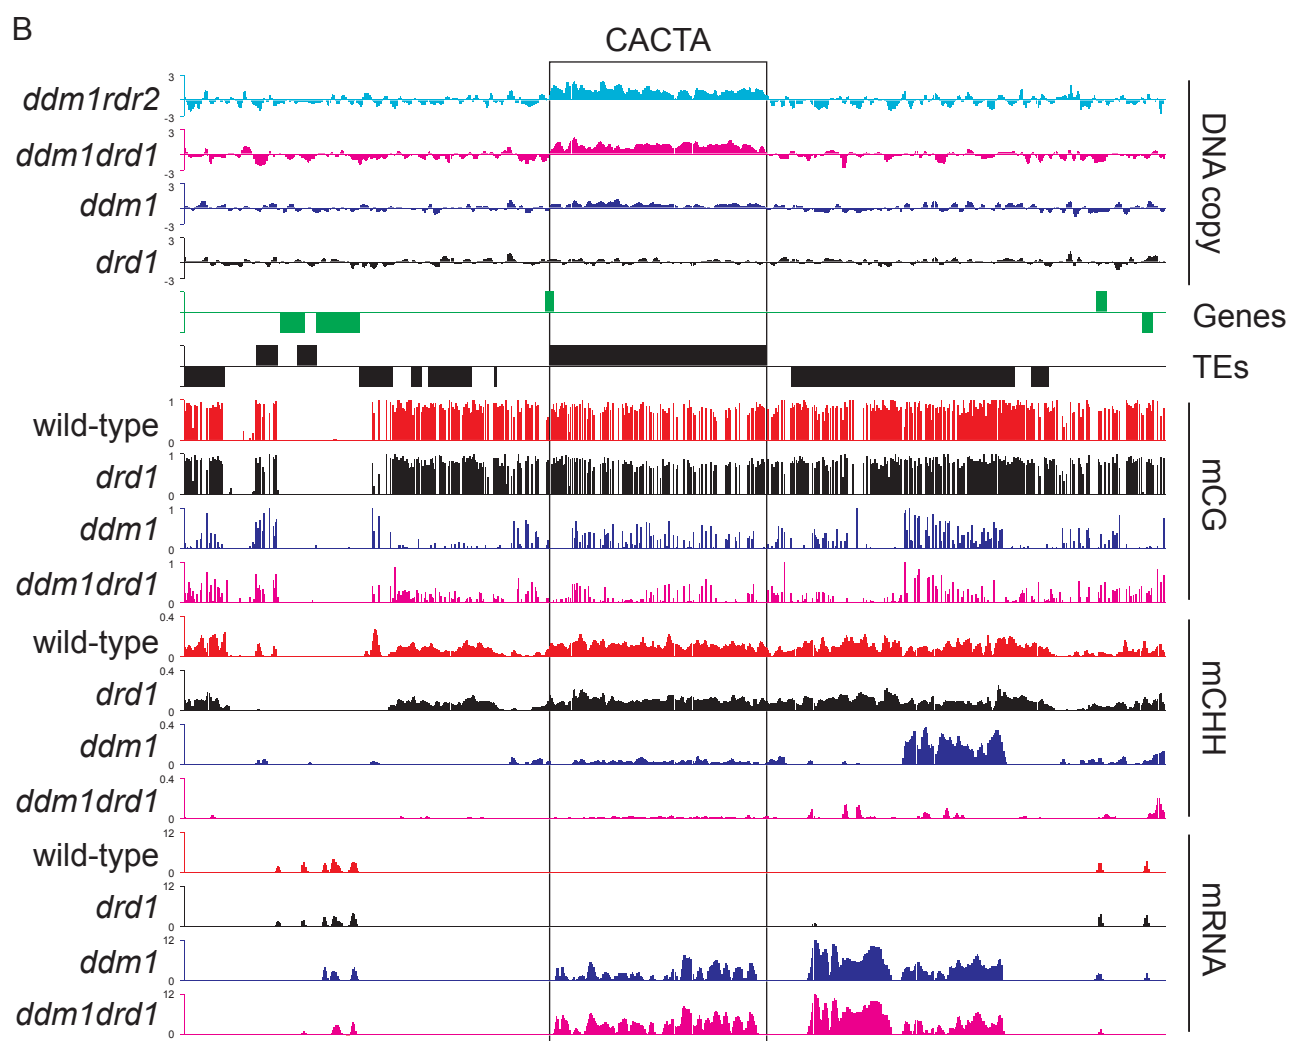 B
CACTA
ddm1rdr2
3
-3
ddm1drd1
3
-3
ddm1
3
-3
drd1
3
-3
DNA copy
Genes
TEs
wild-type
1
0
drd1
1
0
ddm1
1
0
ddm1drd1
1
0
mCG
wild-type
0.4
0
drd1
0.4
0
ddm1
0.4
0
ddm1drd1
0.4
0
mCHH
wild-type
12
0
drd1
12
0
ddm1
12
0
ddm1drd1
12
0
mRNA